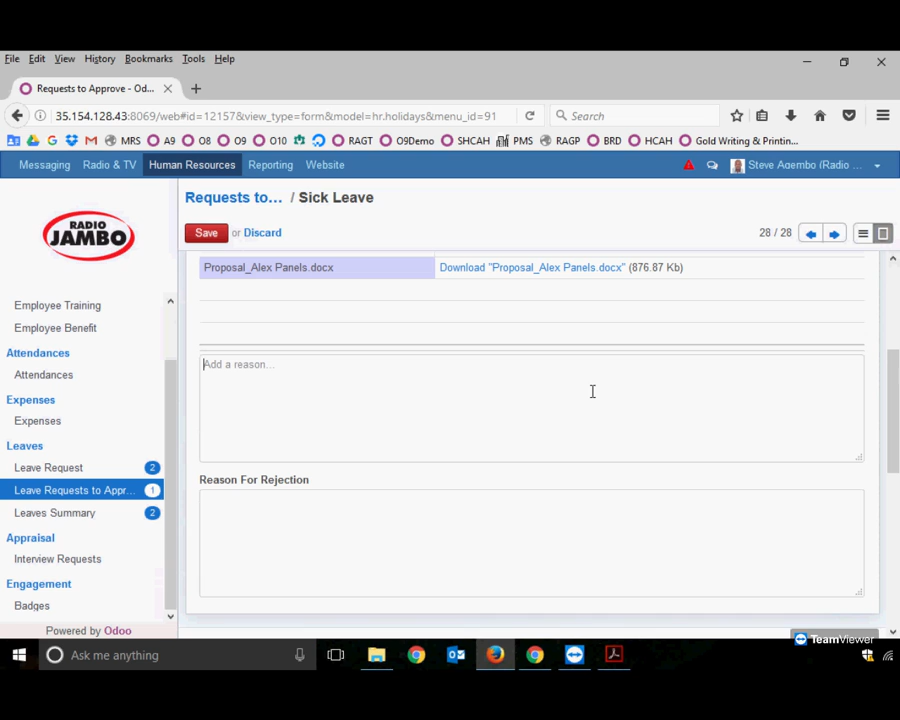 File Edit View History Bookmarks Tools Help
Requests to Approve - Od...
35.154.128.43:8069/web#id=12157&view_type=form&model=hr.holidays&menu_id=91
Search
MRS A9 O8 O9 O10 RAGT O9Demo SHCAH PMS RAGP BRD HCAH Gold Writing & Printin...
Messaging Radio & TV Human Resources Reporting Website
Steve Agembo (Radio ...
RADIO
JAMBO
Requests to... / Sick Leave
Save or Discard
28 / 28
Proposal_Alex Panels.docx
Download "Proposal_Alex Panels.docx" (876.87 Kb)
Employee Training
Employee Benefit
Attendances
Attendances
Expenses
Expenses
Leaves
Leave Request 2
Leave Requests to Appr... 1
Leaves Summary 2
Appraisal
Interview Requests
Engagement
Badges
Powered by Odoo
Add a reason...
Reason For Rejection
TeamViewer
Ask me anything